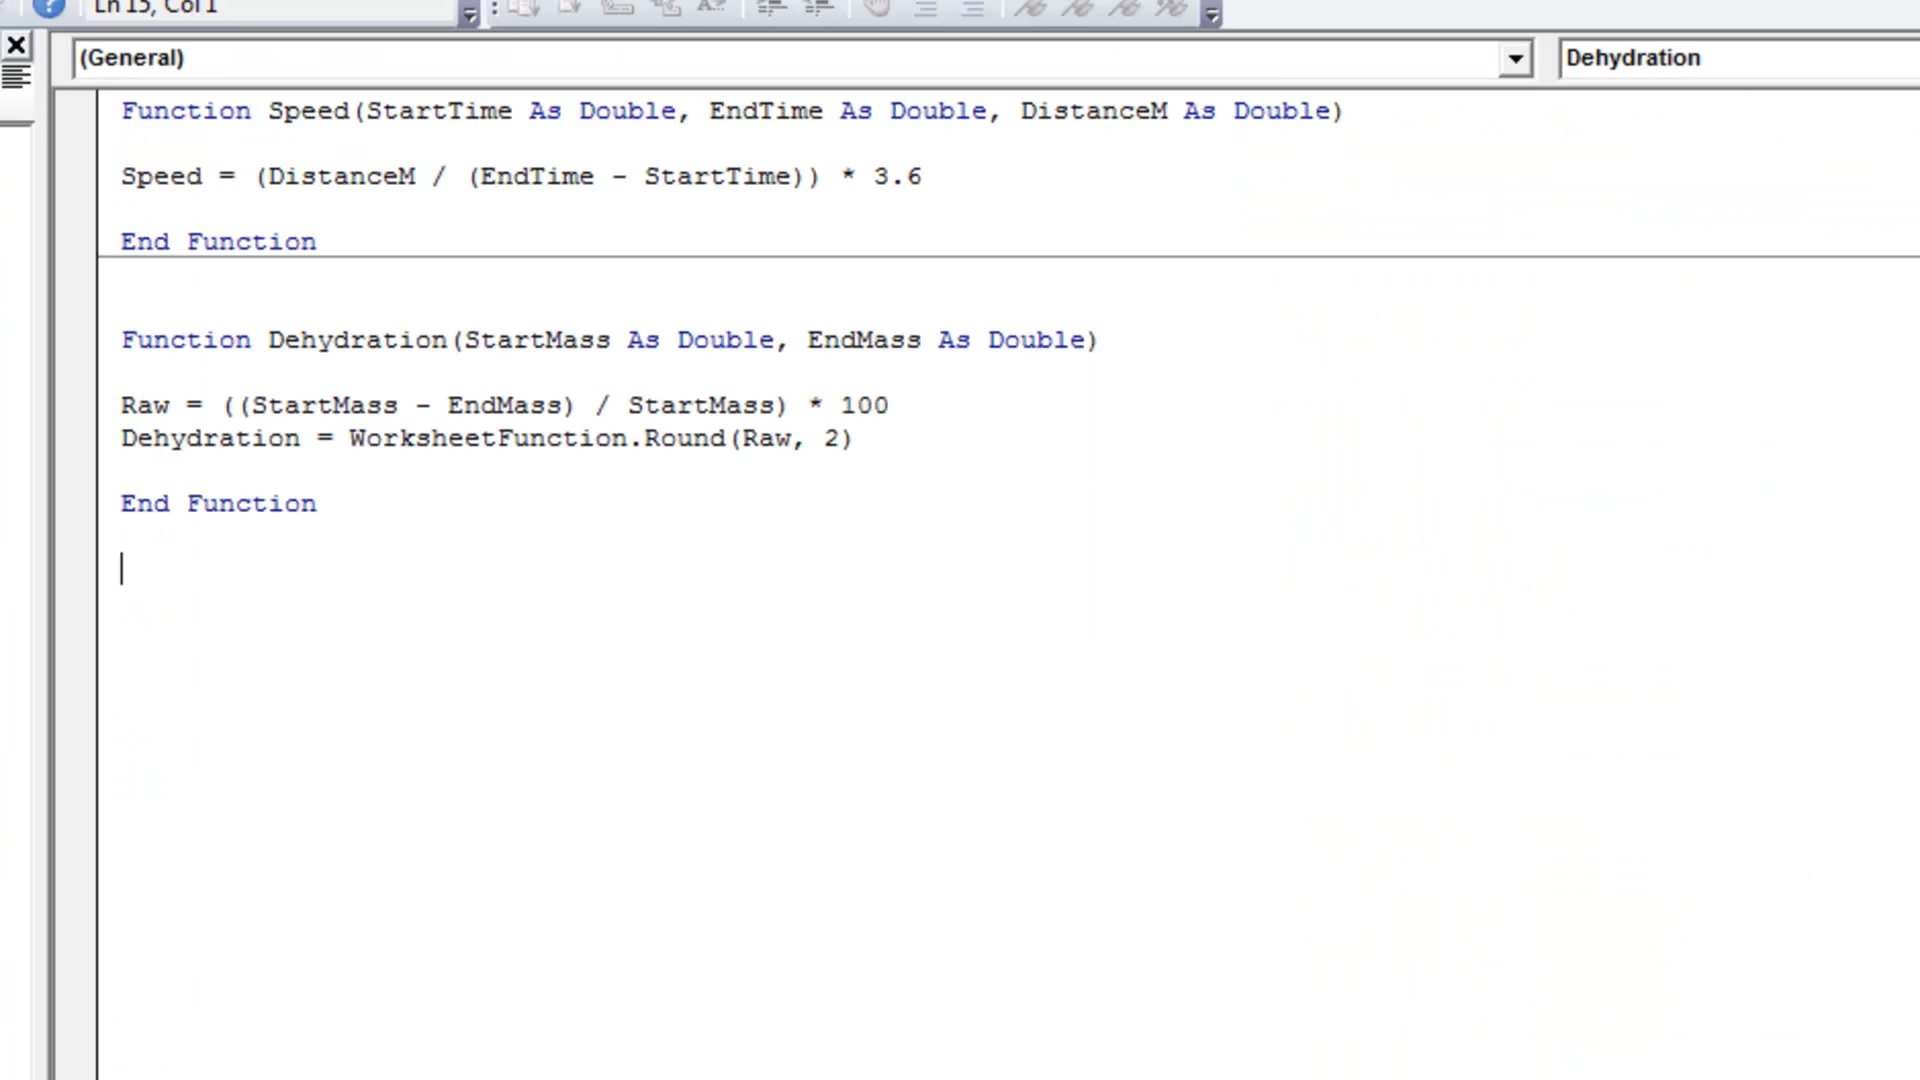 Ln 15, Col 1
(General)
Dehydration
Function Speed(StartTime As Double, EndTime As Double, DistanceM As Double)
Speed = (DistanceM / (EndTime - StartTime)) * 3.6
End Function
Function Dehydration(StartMass As Double, EndMass As Double)
Raw = ((StartMass - EndMass) / StartMass) * 100
Dehydration = WorksheetFunction.Round(Raw, 2)
End Function